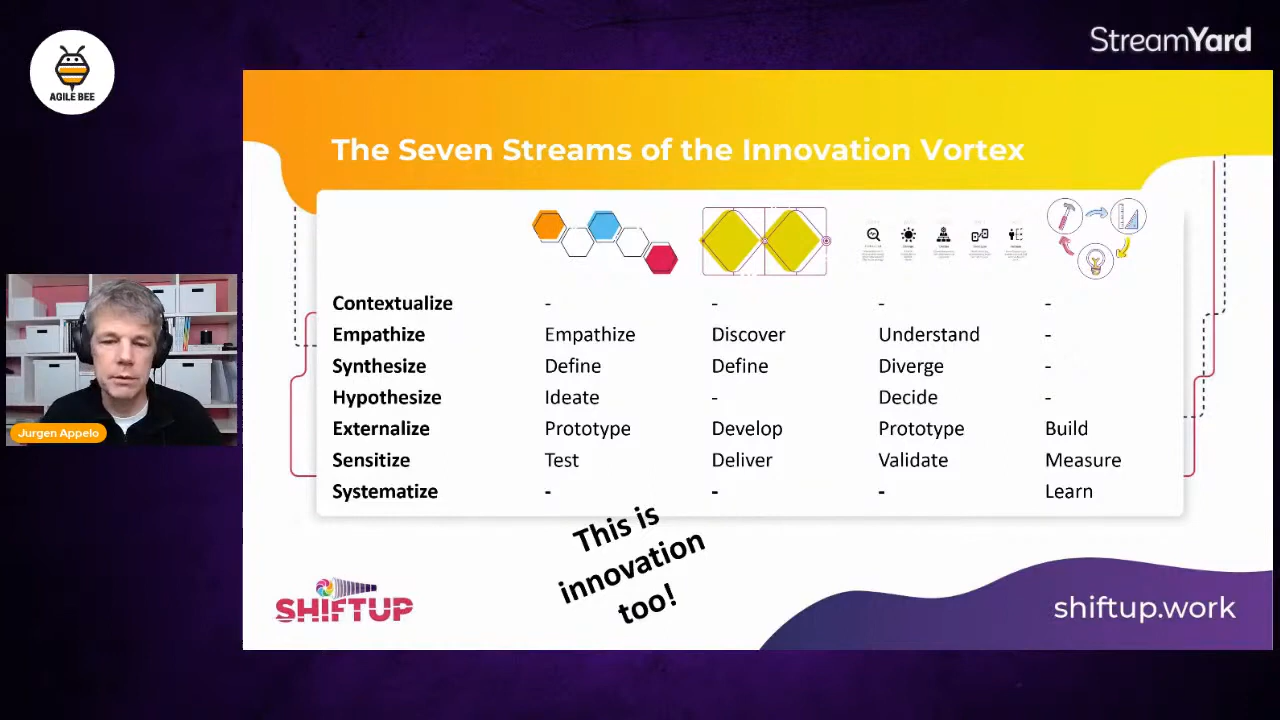 AGILE BEE
StreamYard
The Seven Streams of the Innovation Vortex
Contextualize - - - -
Empathize Empathize Discover Understand -
Synthesize Define Define Diverge -
Hypothesize Ideate - Decide -
Externalize Prototype Develop Prototype Build
Sensitize Test Deliver Validate Measure
Systematize - - - Learn
This is
innovation
too!
Jurgen Appelo
SHIFTUP
shiftup.work